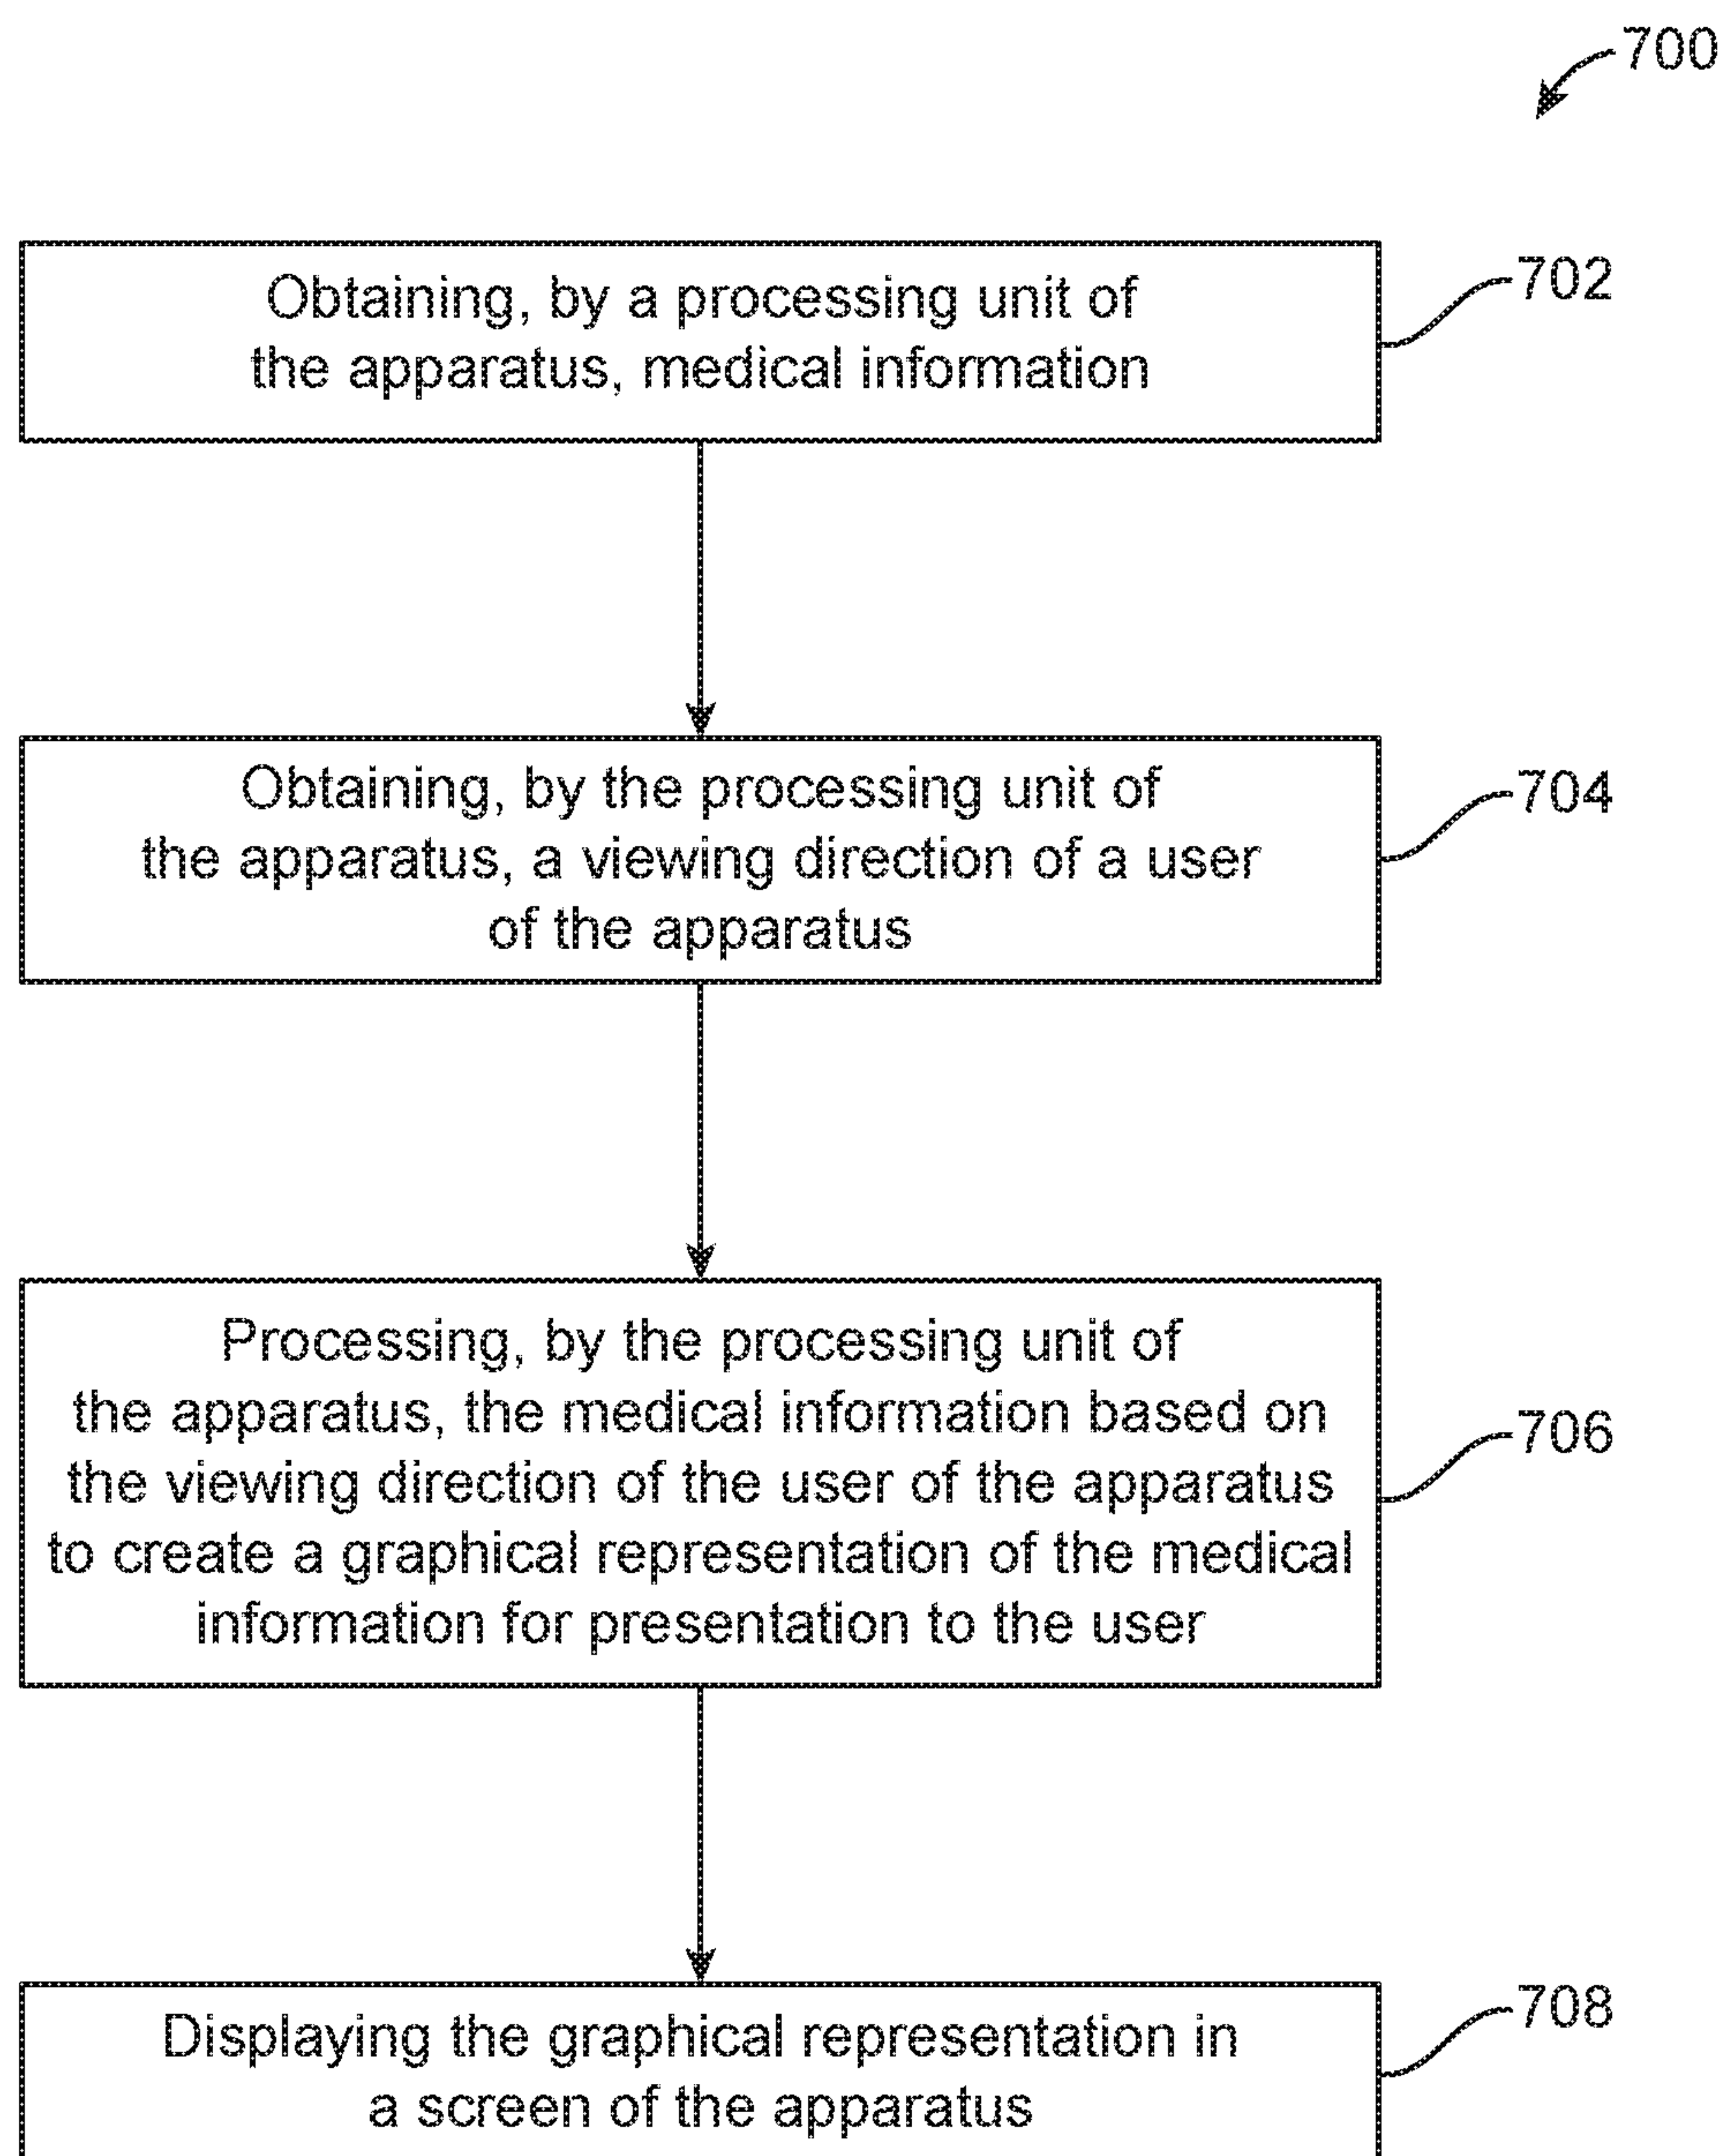 700
Obtaining, by a processing unit of
the apparatus, medical information
702
Obtaining, by the processing unit of
the apparatus, a viewing direction of a user
of the apparatus
704
Processing, by the processing unit of
the apparatus, the medical information based on
the viewing direction of the user of the apparatus
to create a graphical representation of the medical
information for presentation to the user
706
Displaying the graphical representation in
a screen of the apparatus
708